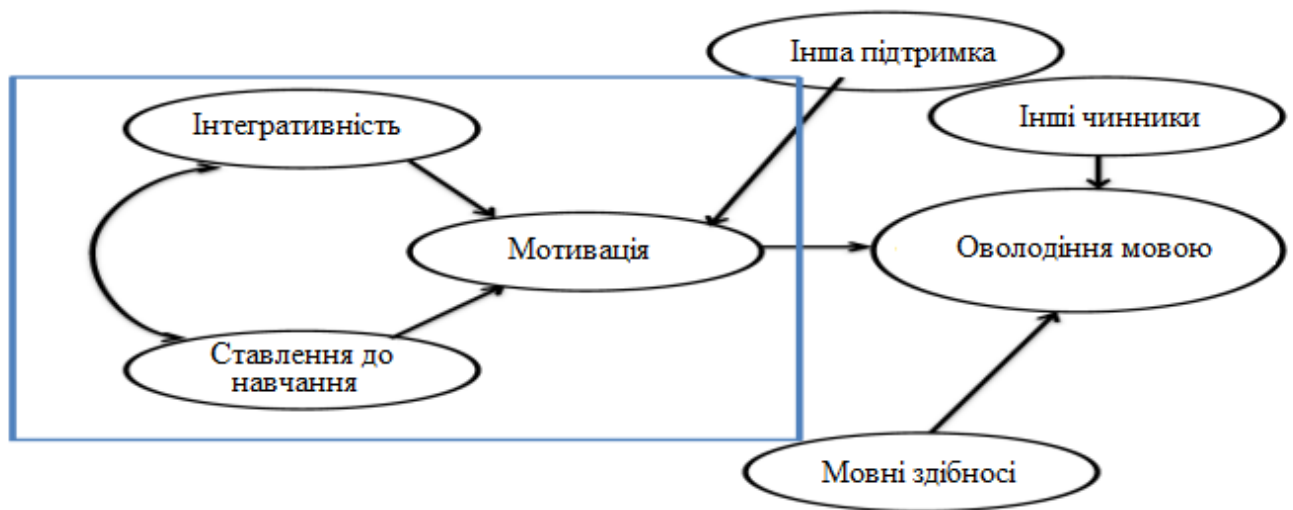 Інша підтримка
Інтегративність
Інші чинники
Мотивація
Оволодіння мовою
Ставлення до
навчання
Мовні здібносі